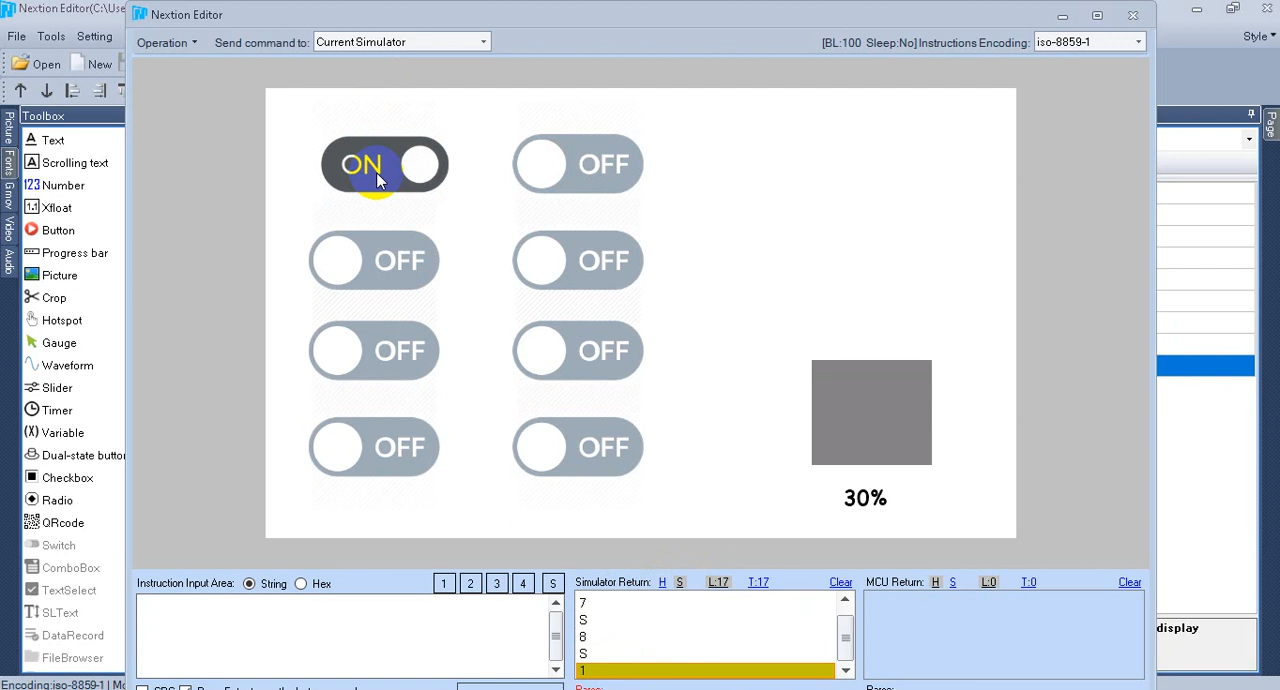 Nextion Editor(C:\Use
Nextion Editor
File Tools Setting
Operation
Send command to:
Current Simulator
[BL:100 Sleep:No] Instructions Encoding:
iso-8859-1
Style
Open
New
Toolbox
Picture
Fonts
Gmov
Video
Audio
Page
Text
Scrolling text
123 Number
1.1 Xfloat
Button
Progress bar
Picture
Crop
Hotspot
Gauge
Waveform
Slider
Timer
(X) Variable
Dual-state butto
Checkbox
Radio
QRcode
Switch
ComboBox
TextSelect
SLText
DataRecord
FileBrowser
ON
OFF
OFF
OFF
OFF
OFF
OFF
OFF
30%
display
Instruction Input Area:
String
Hex
1
2
3
4
S
Simulator Return:
H
S
L:17
T:17
Clear
MCU Return:
H
S
L:0
T:0
Clear
7
S
8
S
1
Encoding:iso-8859-1